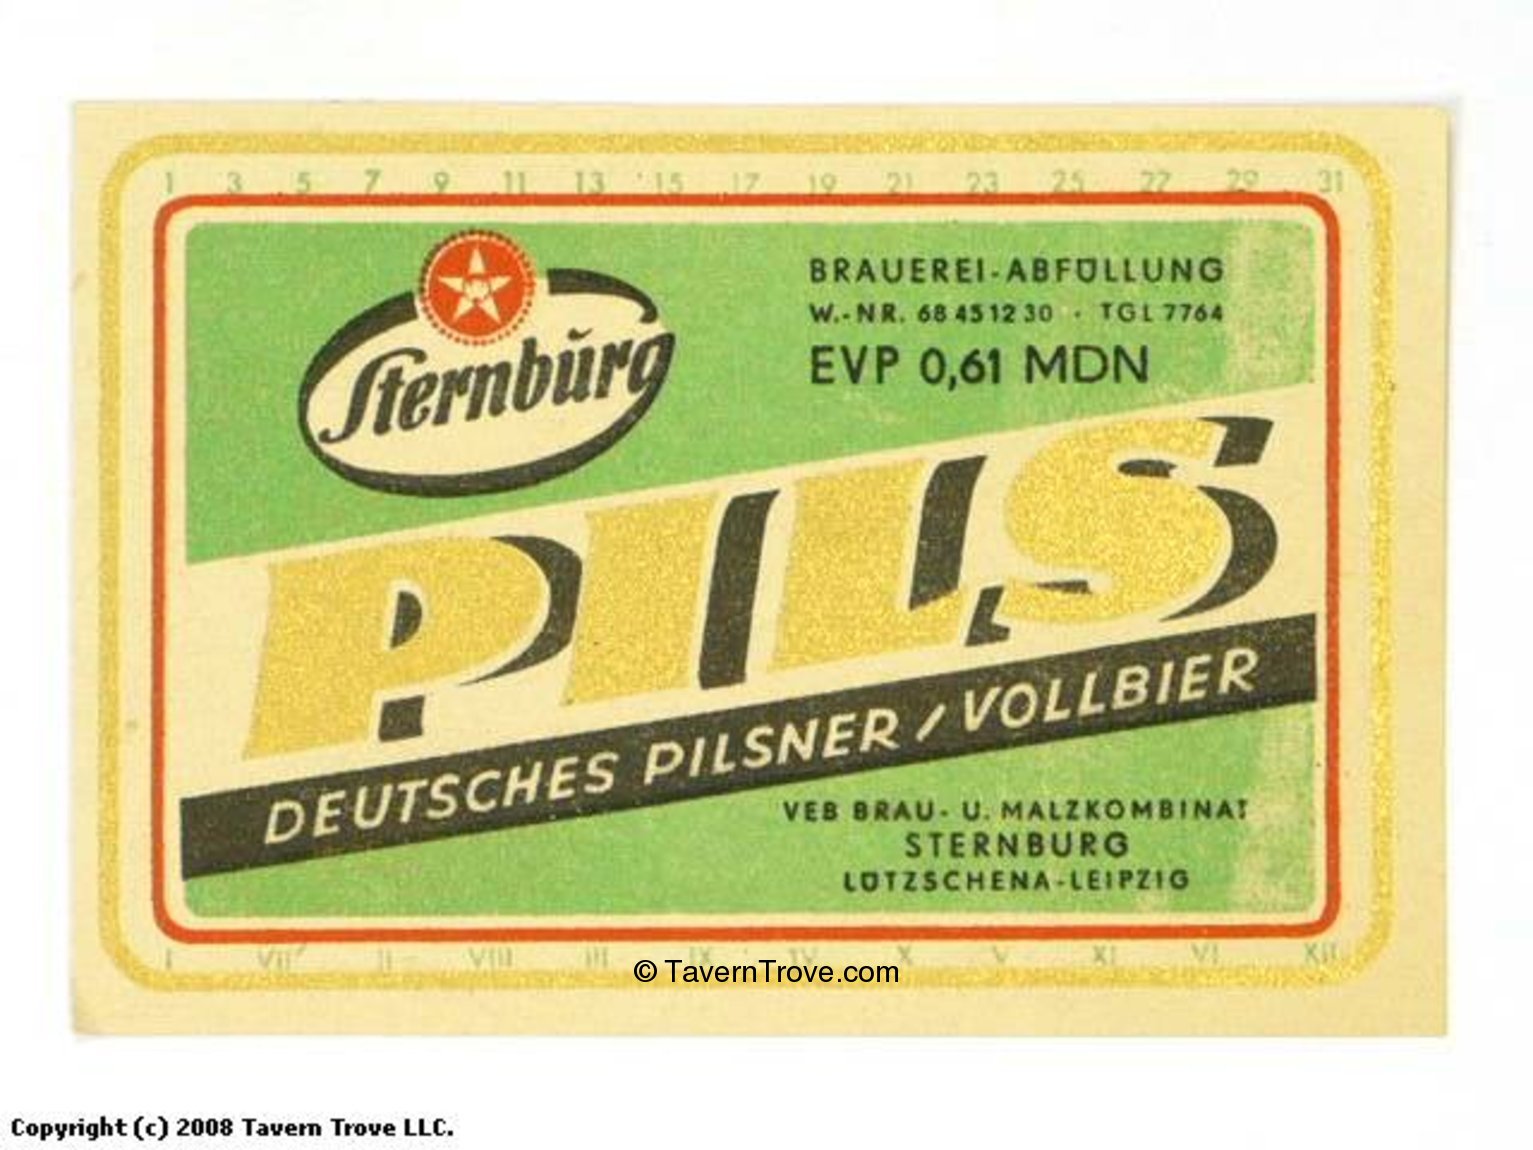 1 3 5 7 9 11 13 15 17 19 21 23 25 27 29 31
Sternbŭrg
BRAUEREI-ABFÜLLUNG
W.-NR. 68 45 12 30 · TGL 7764
EVP 0,61 MDN
PILS
DEUTSCHES PILSNER / VOLLBIER
VEB BRAU- U. MALZKOMBINAT
STERNBURG
LÜTZSCHENA-LEIPZIG
I VII II VIII III IX IV X V XI VI XII
© TavernTrove.com
Copyright (c) 2008 Tavern Trove LLC.